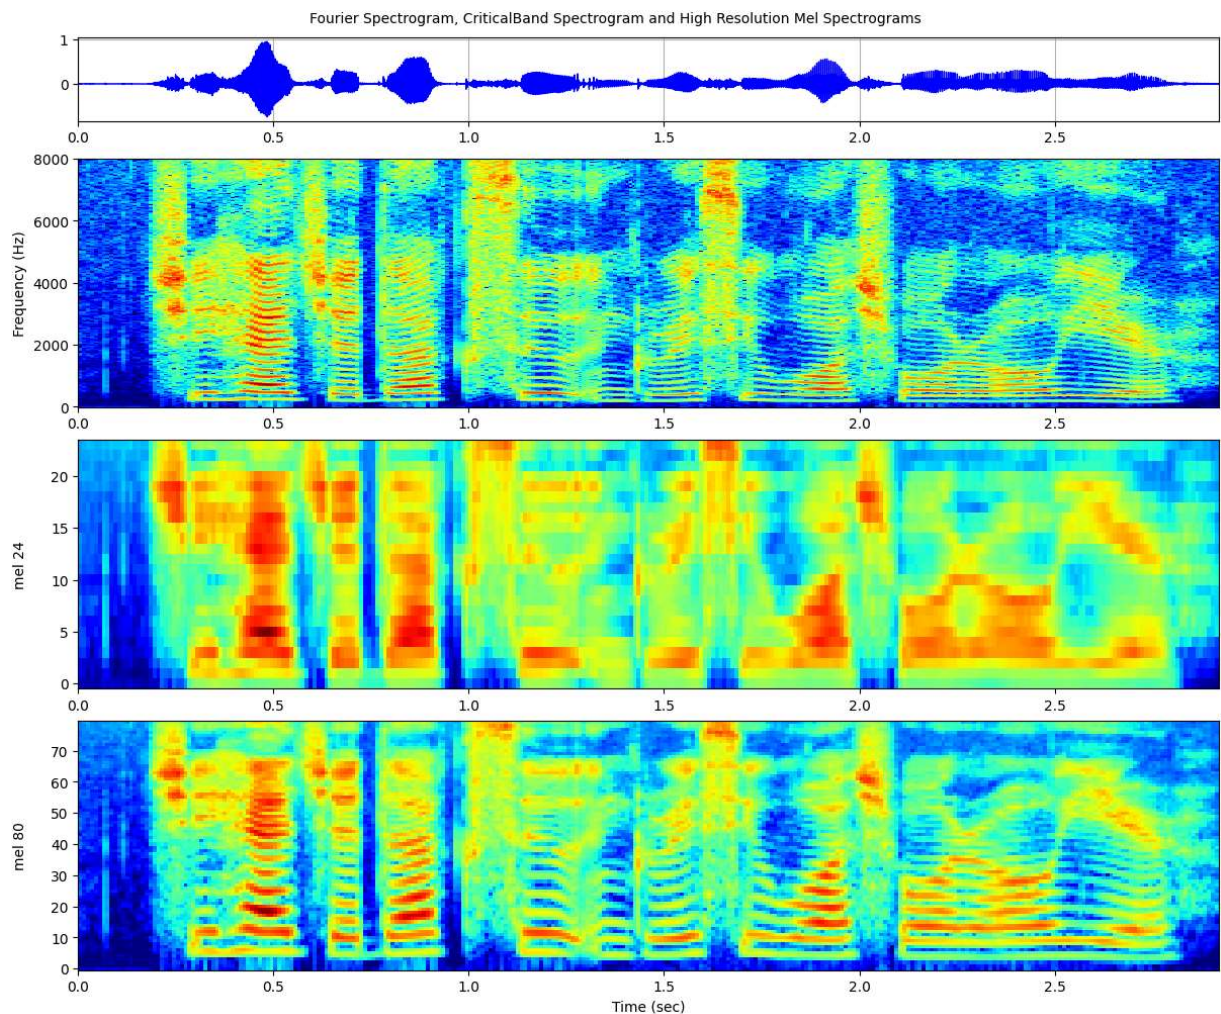 Fourier Spectrogram, CriticalBand Spectrogram and High Resolution Mel Spectrograms
1
0
0.0 0.5 1.0 1.5 2.0 2.5
8000
6000
4000
2000
0
Frequency (Hz)
0.0 0.5 1.0 1.5 2.0 2.5
20
15
10
5
0
mel 24
0.0 0.5 1.0 1.5 2.0 2.5
70
60
50
40
30
20
10
0
mel 80
0.0 0.5 1.0 1.5 2.0 2.5
Time (sec)